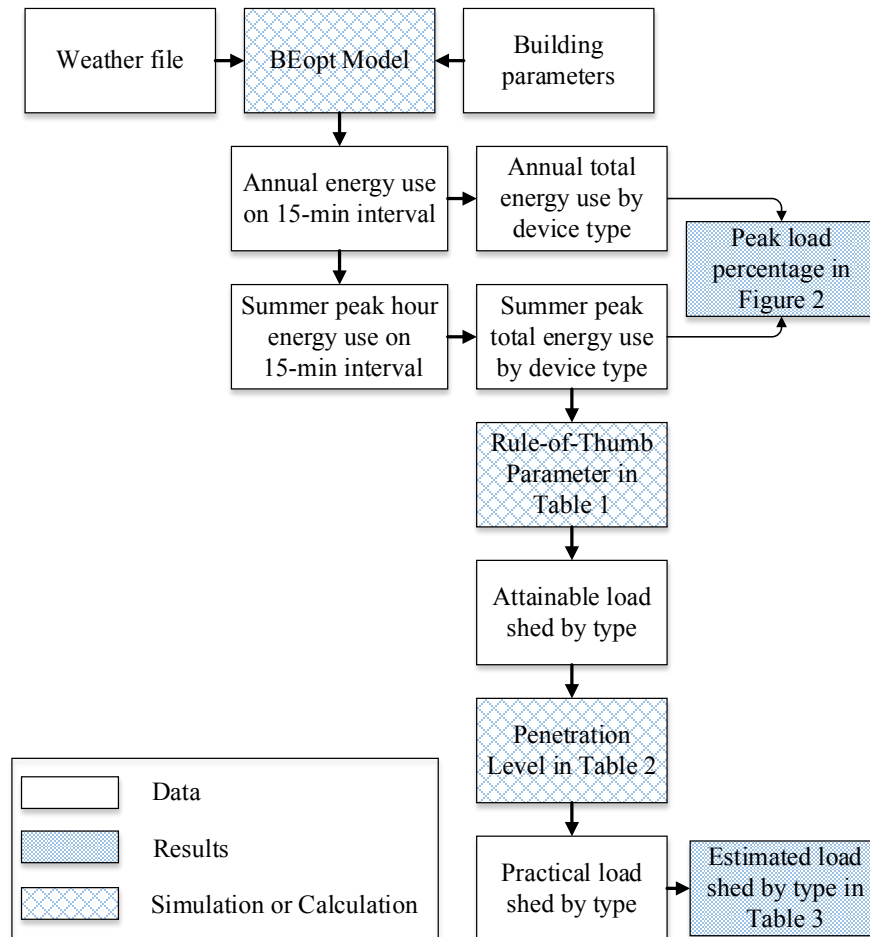 Weather file
BEopt Model
Building
parameters
Annual energy use
on 15-min interval
Annual total
energy use by
device type
Peak load
percentage in
Figure 2
Summer peak hour
energy use on
15-min interval
Summer peak
total energy use
by device type
Rule-of-Thumb
Parameter in
Table 1
Attainable load
shed by type
Penetration
Level in Table 2
Practical load
shed by type
Estimated load
shed by type in
Table 3
Data
Results
Simulation or Calculation